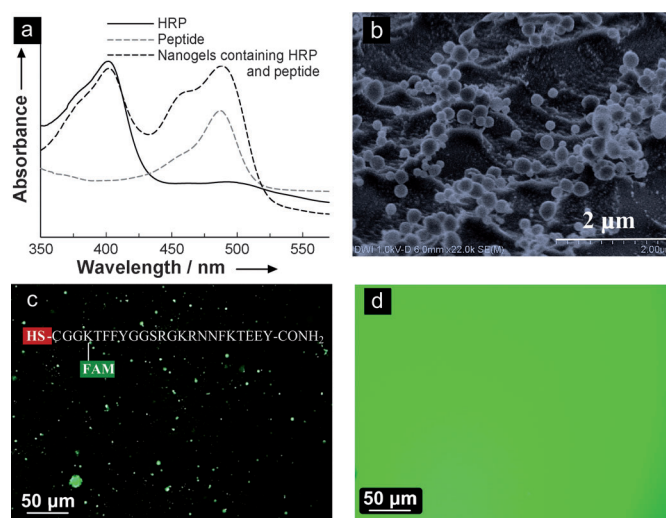 a
HRP
Peptide
Nanogels containing HRP
and peptide
Absorbance
350 400 450 500 550
Wavelength / nm
b
2 μm
DWI 1.0kV-D 6.0mm x22.0k SE(M) 2.00μm
c
HS-CGGKTFFYGGSRGKRNNFKTEEY-CONH2
FAM
50 μm
d
50 μm